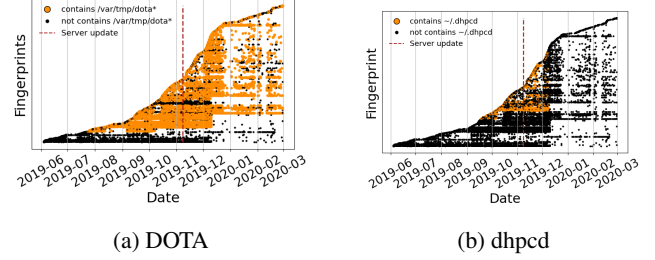 contains /var/tmp/dota*
not contains /var/tmp/dota*
Server update
Fingerprints
2019-06
2019-07
2019-08
2019-09
2019-10
2019-11
2019-12
2020-01
2020-02
2020-03
Date
(a) DOTA
contains ~/.dhpcd
not contains ~/.dhpcd
Server update
Fingerprint
2019-06
2019-07
2019-08
2019-09
2019-10
2019-11
2019-12
2020-01
2020-02
2020-03
Date
(b) dhpcd